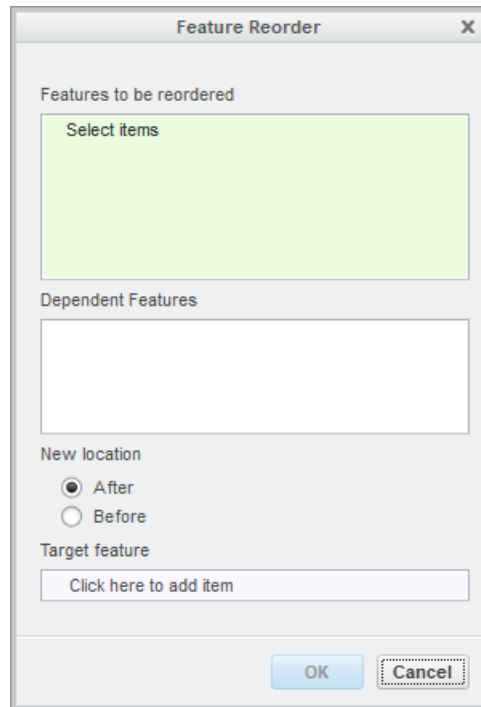 Feature Reorder
Features to be reordered
Select items
Dependent Features
New location
After
Before
Target feature
Click here to add item
OK
Cancel